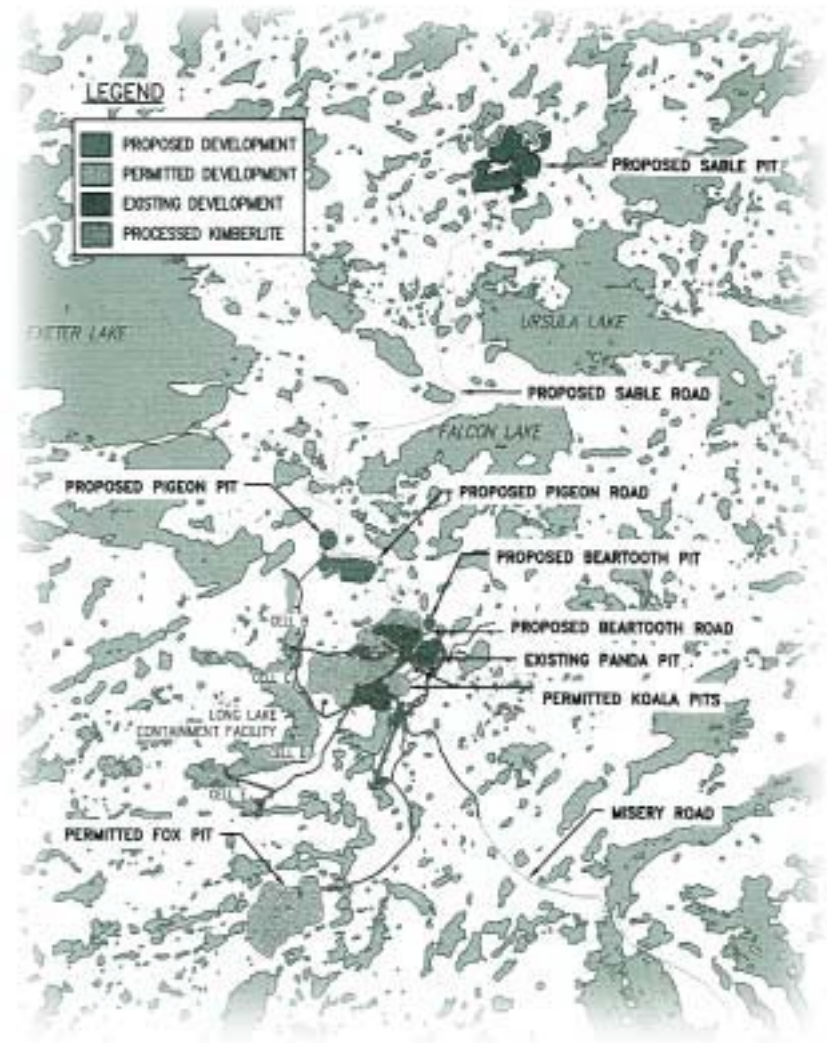 LEGEND
PROPOSED DEVELOPMENT
PERMITTED DEVELOPMENT
EXISTING DEVELOPMENT
PROCESSED KIMBERLITE
PROPOSED SABLE PIT
EXETER LAKE
URSULA LAKE
PROPOSED SABLE ROAD
FALCON LAKE
PROPOSED PIGEON PIT
PROPOSED PIGEON ROAD
PROPOSED BEARTOOTH PIT
CELL
PROPOSED BEARTOOTH ROAD
EXISTING PANDA PIT
CELL
PERMITTED KOALA PITS
LONG LAKE
CONTAINMENT FACILITY
CELL
CELL
MISERY ROAD
PERMITTED FOX PIT